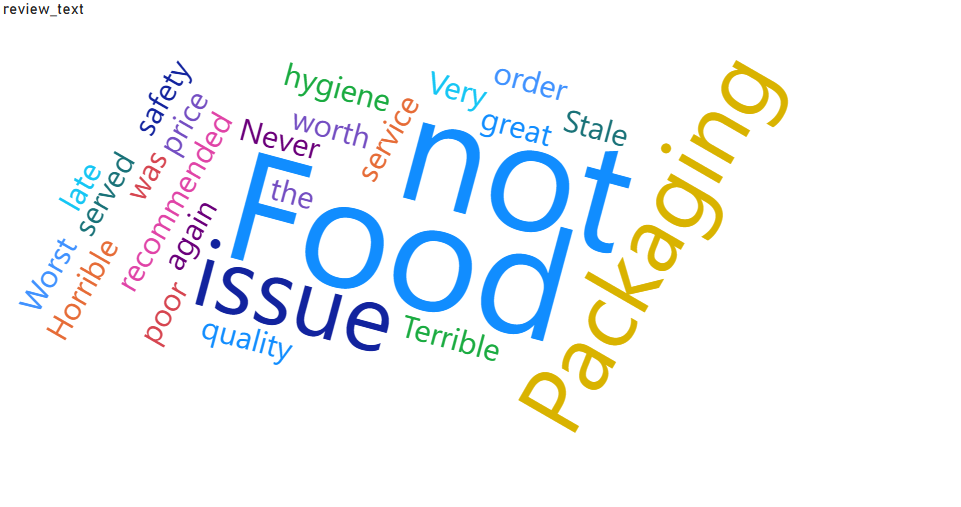 review_text
safety
hygiene
Very
order
Packaging
price
worth
service
great
Stale
Never
not
recommended
was
late
served
the
Food
again
Worst
Horrible
issue
poor
quality
Terrible